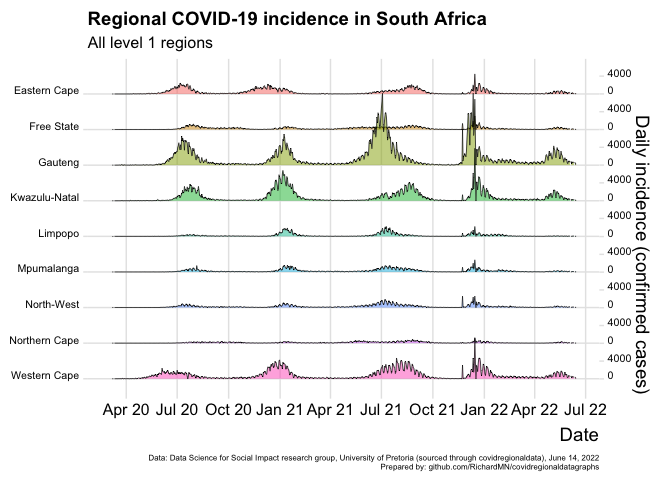 Regional COVID-19 incidence in South Africa
All level 1 regions
Eastern Cape
Free State
Gauteng
Kwazulu-Natal
Limpopo
Mpumalanga
North-West
Northern Cape
Western Cape
4000
0
4000
0
4000
0
4000
0
4000
0
4000
0
4000
0
4000
0
4000
0
Daily incidence (confirmed cases)
Apr 20 Jul 20 Oct 20 Jan 21 Apr 21 Jul 21 Oct 21 Jan 22 Apr 22 Jul 22
Date
Data: Data Science for Social Impact research group, University of Pretoria (sourced through covidregionaldata), June 14, 2022
Prepared by: github.com/RichardMN/covidregionaldatagraphs